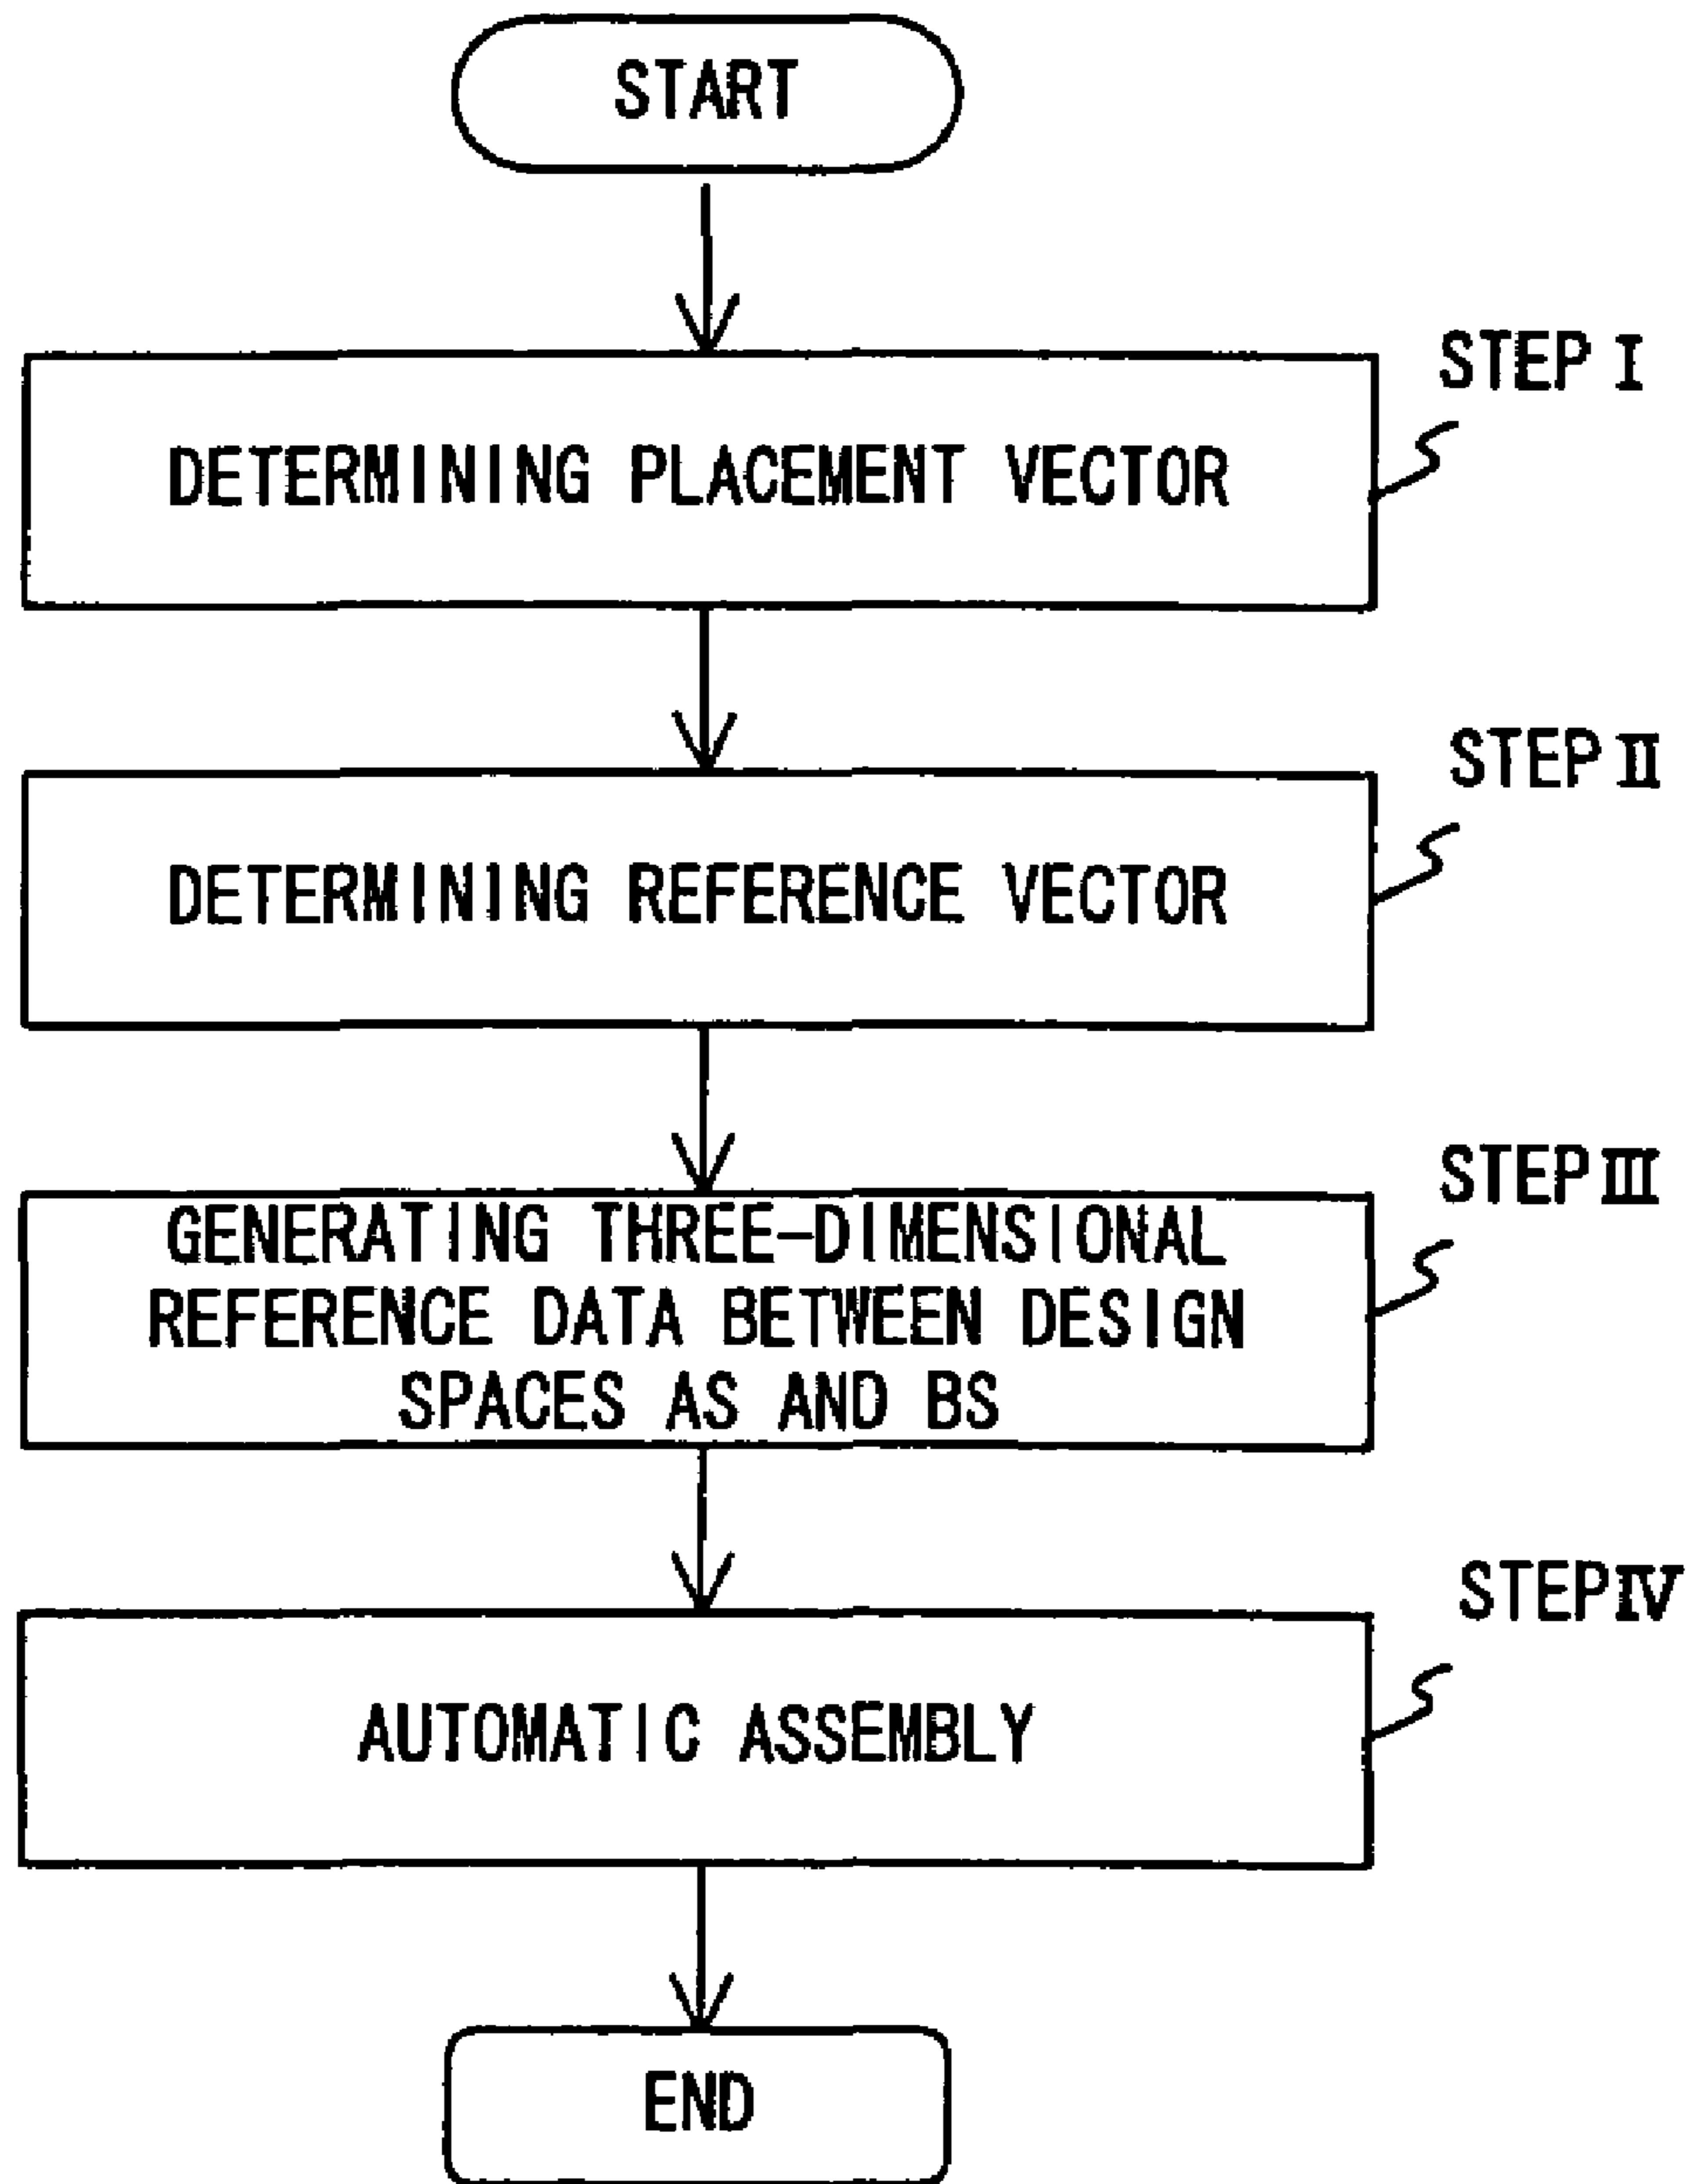 START
STEP I
DETERMINING PLACEMENT VECTOR
STEP II
DETERMINING REFERENCE VECTOR
STEP III
GENERATING THREE-DIMENSIONAL
REFERENCE DATA BETWEEN DESIGN
SPACES AS AND BS
STEP IV
AUTOMATIC ASSEMBLY
END